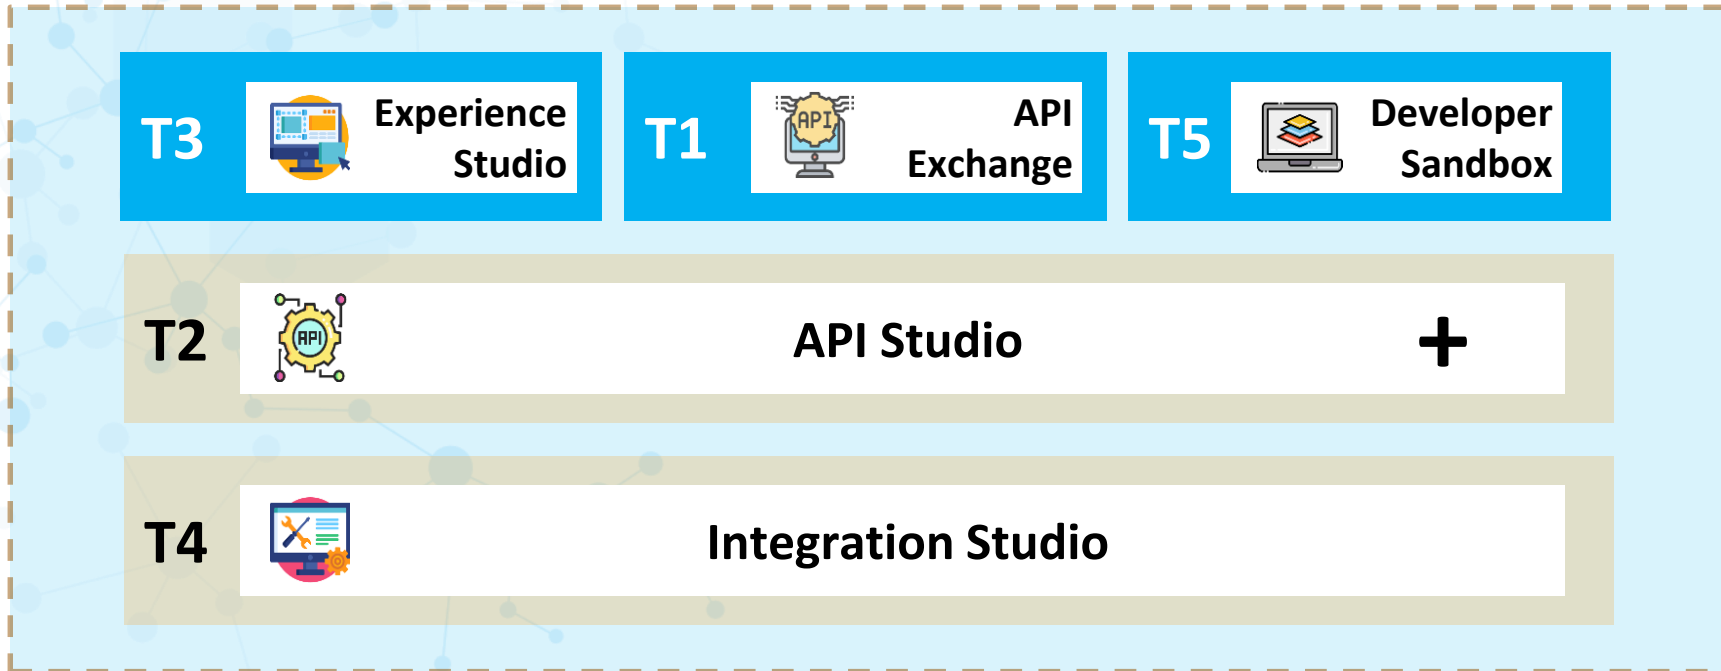 T3
Experience
Studio
T1
API
API
Exchange
T5
Developer
Sandbox
T2
API
API Studio
+
T4
Integration Studio